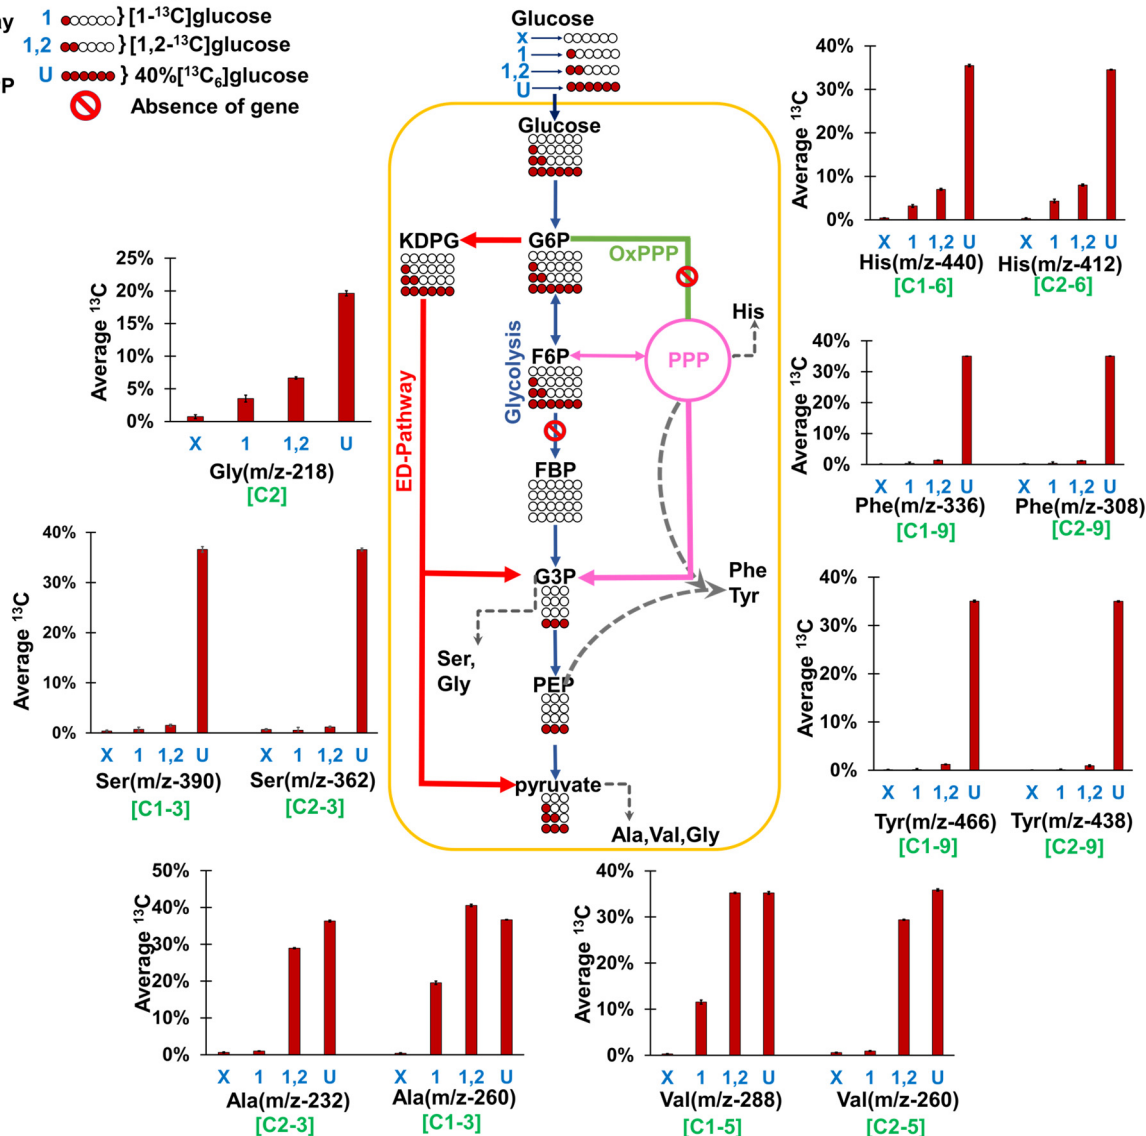 1 } [1-¹³C]glucose
1,2 } [1,2-¹³C]glucose
U } 40%[¹³C₆]glucose
Absence of gene
Glucose
X
1
1,2
U
Glucose
KDPG
G6P
OxPPP
His
Glycolysis
F6P
PPP
ED-Pathway
FBP
G3P
Phe
Tyr
Ser,
Gly
PEP
pyruvate
Ala,Val,Gly
Average ¹³C
25%
20%
15%
10%
5%
0%
X 1 1,2 U
Gly(m/z-218)
[C2]
Average ¹³C
40%
30%
20%
10%
0%
X 1 1,2 U X 1 1,2 U
Ser(m/z-390) Ser(m/z-362)
[C1-3] [C2-3]
Average ¹³C
50%
40%
30%
20%
10%
0%
X 1 1,2 U X 1 1,2 U
Ala(m/z-232) Ala(m/z-260)
[C2-3] [C1-3]
Average ¹³C
40%
30%
20%
10%
0%
X 1 1,2 U X 1 1,2 U
Val(m/z-288) Val(m/z-260)
[C1-5] [C2-5]
Average ¹³C
40%
30%
20%
10%
0%
X 1 1,2 U X 1 1,2 U
His(m/z-440) His(m/z-412)
[C1-6] [C2-6]
Average ¹³C
40%
30%
20%
10%
0%
X 1 1,2 U X 1 1,2 U
Phe(m/z-336) Phe(m/z-308)
[C1-9] [C2-9]
Average ¹³C
40%
30%
20%
10%
0%
X 1 1,2 U X 1 1,2 U
Tyr(m/z-466) Tyr(m/z-438)
[C1-9] [C2-9]